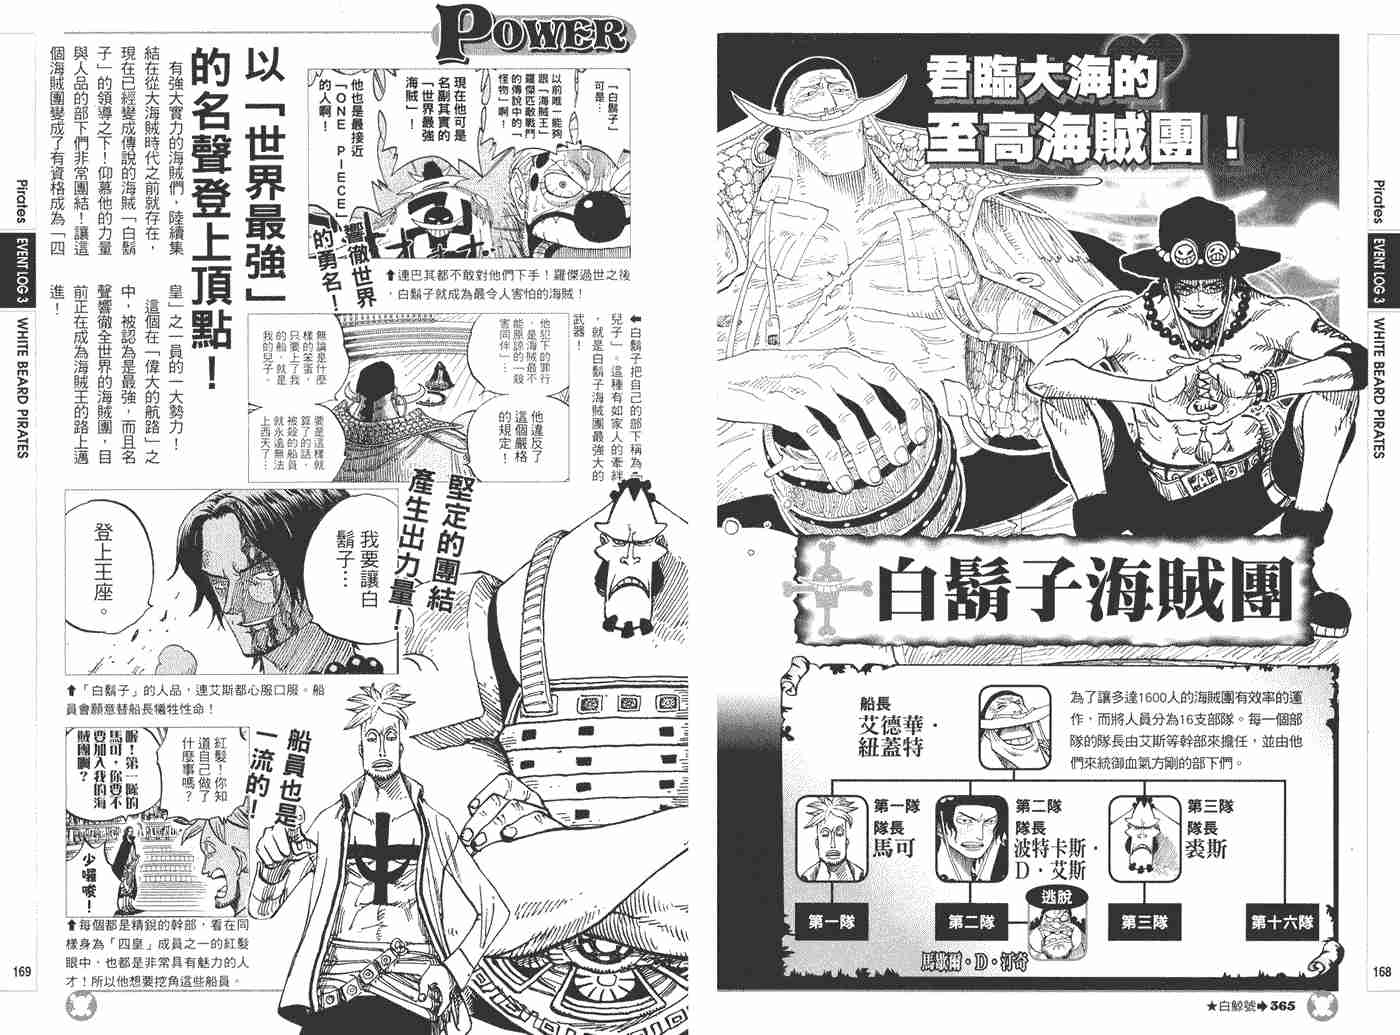 君臨大海的
至高海賊團！
白鬍子海賊團
為了讓多達1600人的海賊團有效率的運
作，而將人員分為16支部隊。每一個部
隊的隊長由艾斯等幹部來擔任，並由他
們來統御血氣方剛的部下們。
船長
艾德華・
紐蓋特
第一隊
隊長
馬可
第二隊
隊長
波特卡斯・
D・艾斯
第三隊
隊長
裘斯
第一隊
第二隊
逃脫
第三隊
第十六隊
馬歇爾・D・汀奇
★白鯨號➡365
Pirates
EVENT LOG 3
WHITE BEARD PIRATES
168
POWER
以「世界最強」
的名聲登上頂點！
有強大實力的海賊們，陸續集
結在從大海賊時代之前就存在，
現在已經變成傳說的海賊「白鬍
子」的領導之下！仰慕他的力量
與人品的部下們非常團結！讓這
個海賊團變成了有資格成為「四
皇」之一員的一大勢力！
這個在「偉大的航路」之
中，被認為是最強，而且名
聲響徹全世界的海賊團，目
前正在成為海賊王的路上邁
進！
「白鬍子」
可是…
以前唯一能夠
跟「海賊王」
羅傑匹敵戰鬥
的傳說中的「
怪物」啊！
現在他可是
名副其實的
「世界最強
海賊」！
他也是最接近
「ONE PIECE」
的人啊！
響徹世界
的勇名！
⬆連巴其都不敢對他們下手！羅傑過世之後
，白鬍子就成為最令人害怕的海賊！
⬅白鬍子把自己的部下稱為「
兒子」。這種有如家人的牽絆
，就是白鬍子海賊團最強大的
武器！
他犯下的罪行
，是海賊最不
能原諒的「殺
害同伴」…
他違反了
這個嚴格
的規定！
無論是什麼
樣的笨蛋，
只要上了我
的船，就是
我的兒子。
要是這樣就
算了的話，
被殺的船員
就永遠無法
上西天了…
堅定的團結
產生出力量！
我要讓白
鬍子…
登上王座。
⬆「白鬍子」的人品，連艾斯都心服口服。船
員會願意替船長犧牲性命！
船員也是
一流的！
紅髮！你知
道自己做了
什麼事嗎？
喔！第一隊的
馬可，你要不
要加入我的海
賊團啊？
少囉唆！
⬆每個都是精銳的幹部，看在同
樣身為「四皇」成員之一的紅髮
眼中，也都是非常具有魅力的人
才！所以他想要挖角這些船員。
Pirates
EVENT LOG 3
WHITE BEARD PIRATES
169